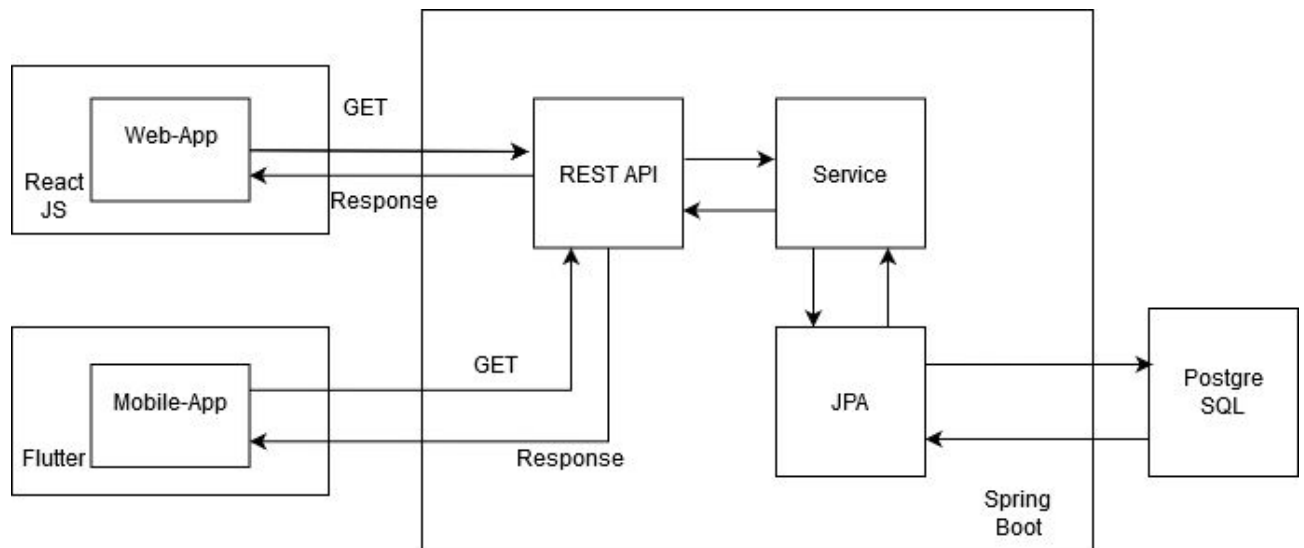 GET
Web-App
React
JS
Response
REST API
Service
GET
Mobile-App
Flutter
Response
JPA
Postgre
SQL
Spring
Boot